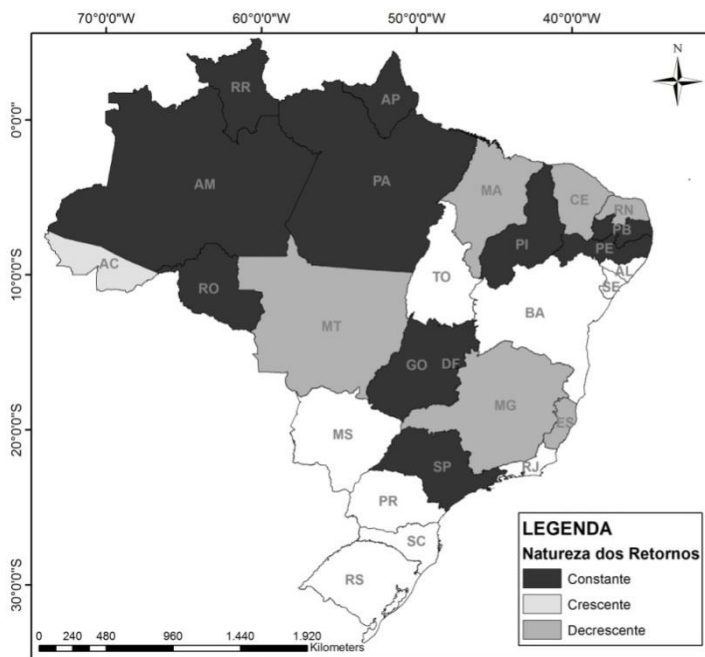 70°0'0"W 60°0'0"W 50°0'0"W 40°0'0"W
N
0°0'0"
10°0'0"S
20°0'0"S
30°0'0"S
RR
AP
AM
PA
MA
CE
RN
PB
PI
PE
AC
AL
TO
SE
RO
BA
MT
GO
DF
MG
ES
MS
SP
RJ
PR
SC
RS
LEGENDA
Natureza dos Retornos
Constante
Crescente
Decrescente
0 240 480 960 1.440 1.920
Kilometers